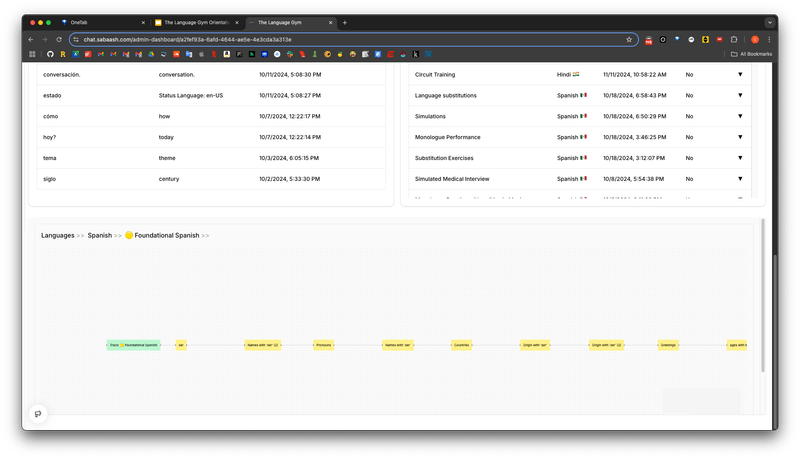 OneTab
The Language Gym Orientati
The Language Gym
chat.sabaash.com/admin-dashboard/a2fef93a-6afd-4644-ae5e-4e3cda3a313e
All Bookmarks
conversación. conversation. 10/11/2024, 5:08:30 PM
estado Status Language: en-US 10/11/2024, 5:08:27 PM
cómo how 10/7/2024, 12:22:17 PM
hoy? today 10/7/2024, 12:22:14 PM
tema theme 10/3/2024, 6:05:15 PM
siglo century 10/2/2024, 5:33:30 PM
Circuit Training Hindi 11/11/2024, 10:58:22 AM No
Language substitutions Spanish 10/18/2024, 6:58:43 PM No
Simulations Spanish 10/18/2024, 6:50:29 PM No
Monologue Performance Spanish 10/18/2024, 3:46:25 PM No
Substitution Exercises Spanish 10/18/2024, 3:12:07 PM No
Simulated Medical Interview Spanish 10/8/2024, 5:54:38 PM No
Languages >> Spanish >> Foundational Spanish >>
Foundational Spanish
ser
Names with 'ser'
Pronouns
Names with 'ser'
Countries
Origin with 'ser'
Origin with 'ser'
Greetings